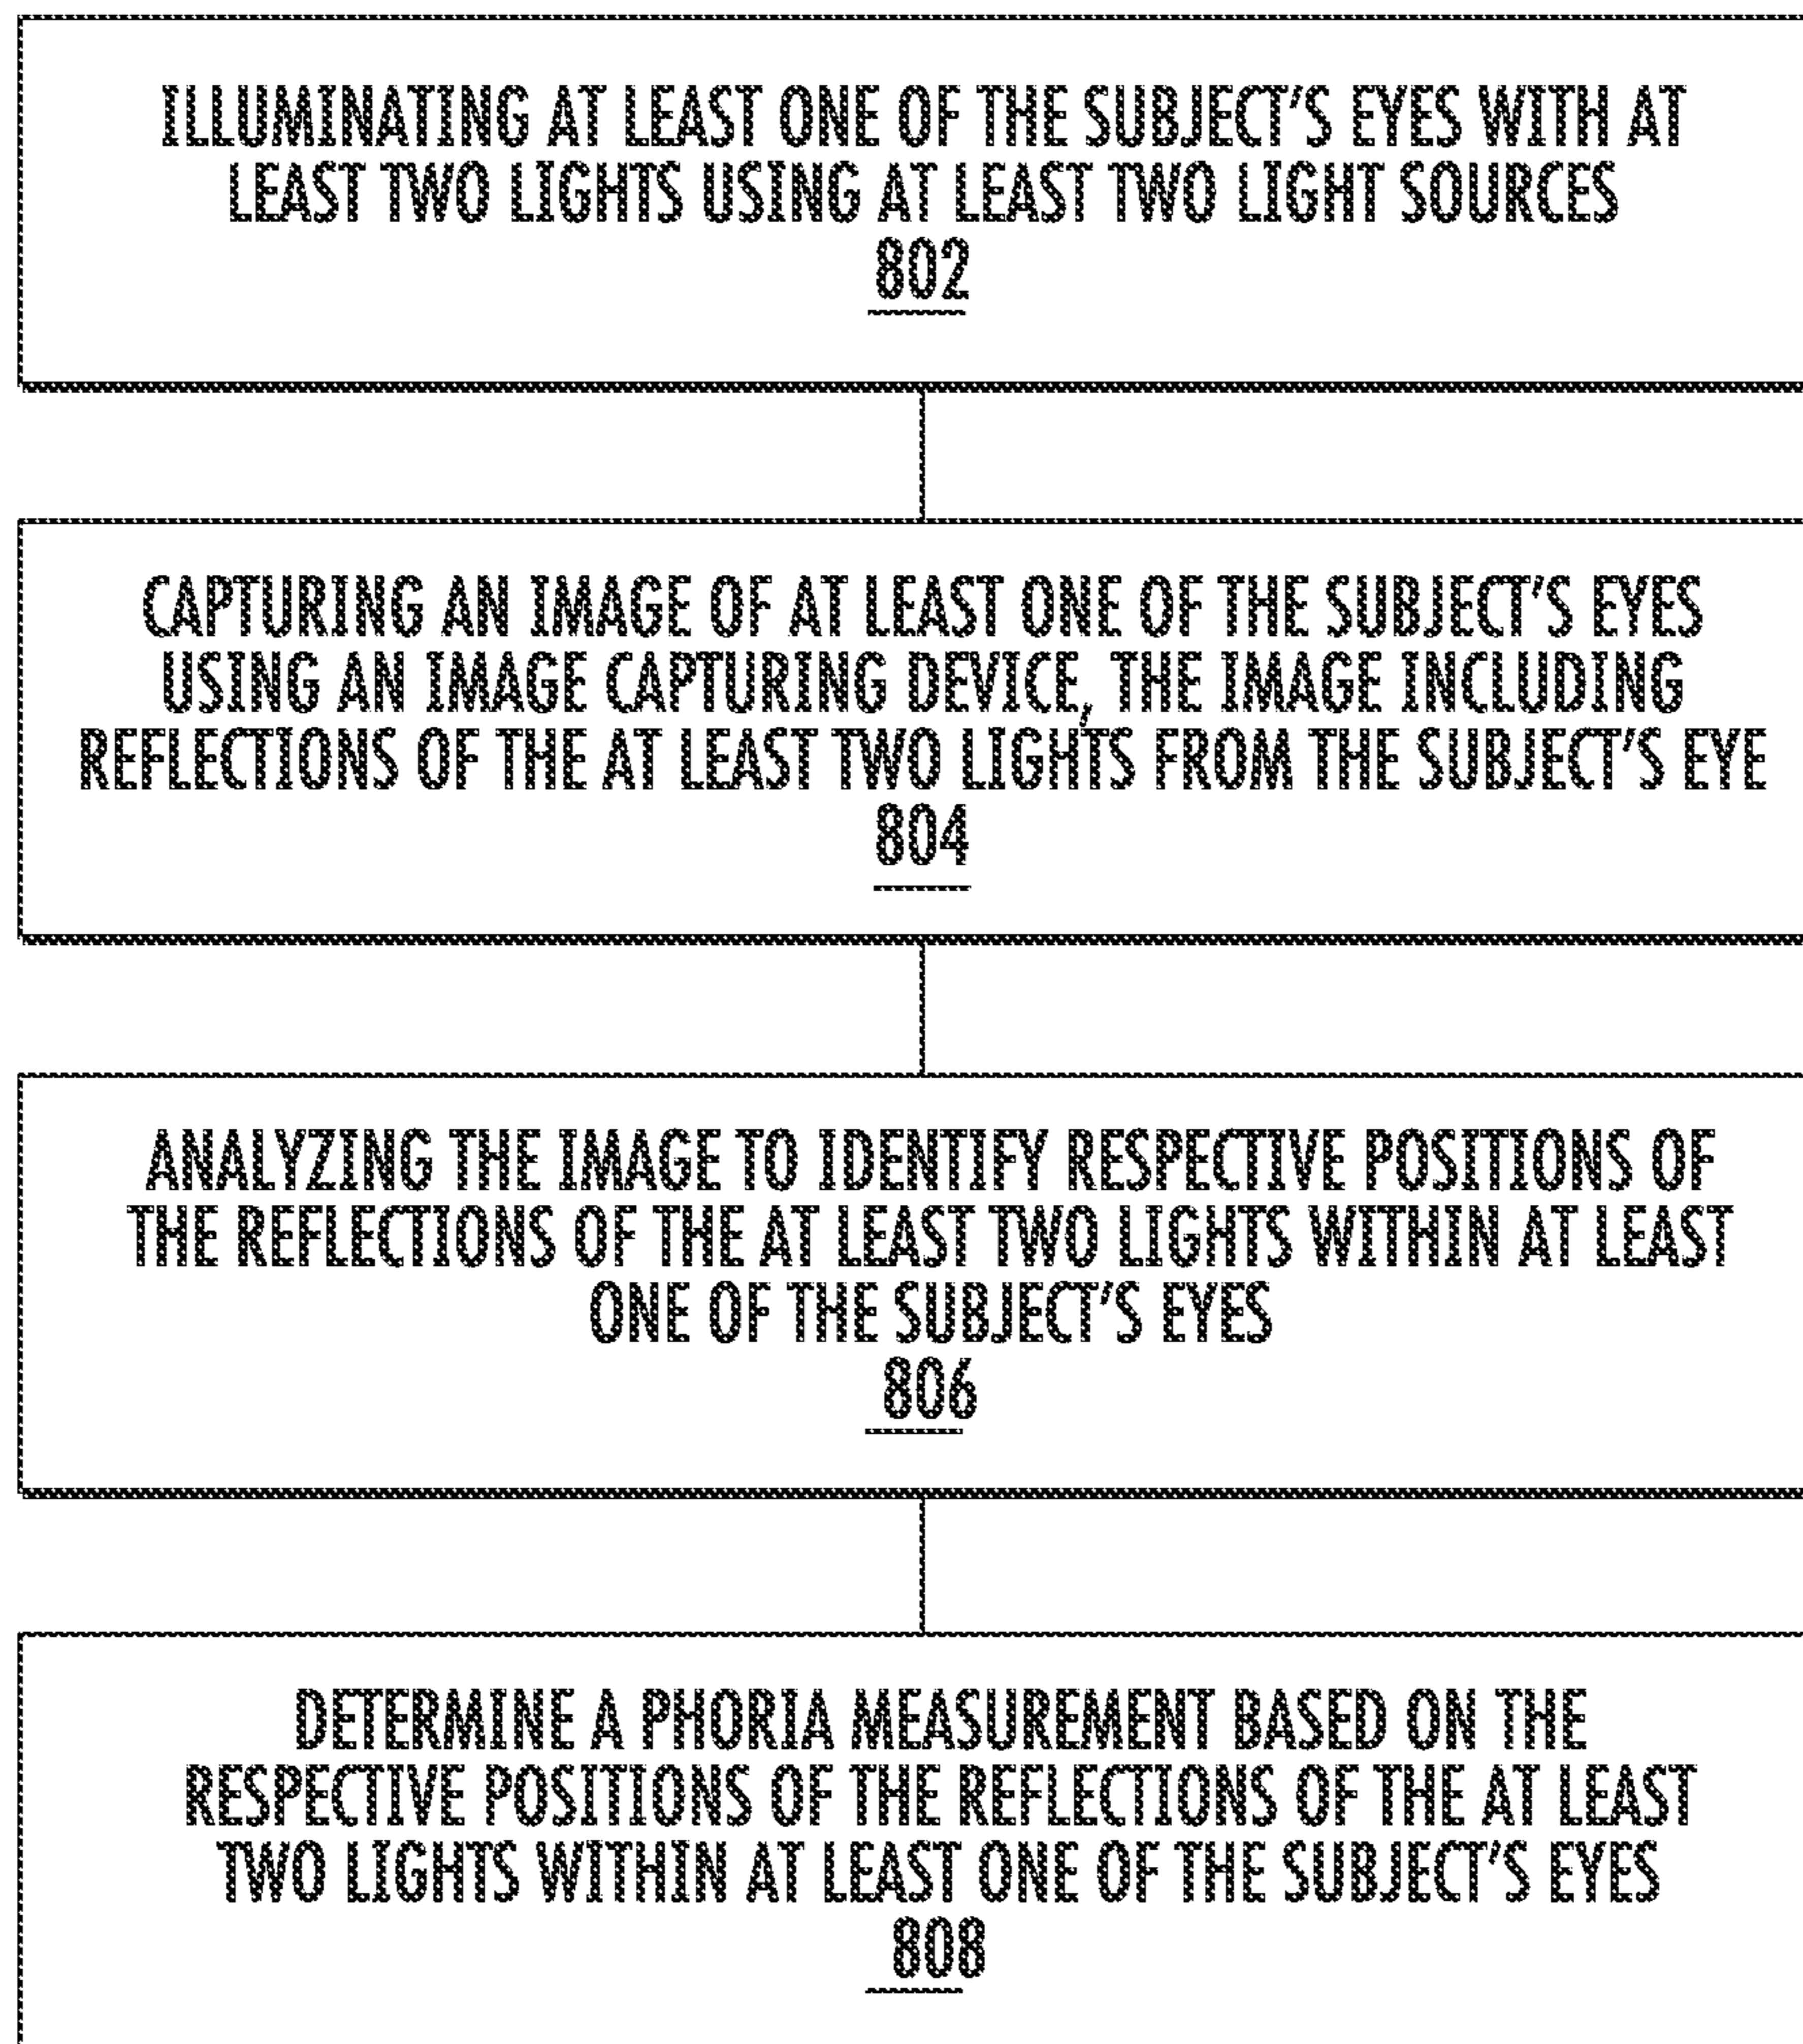 ILLUMINATING AT LEAST ONE OF THE SUBJECT'S EYES WITH AT
LEAST TWO LIGHTS USING AT LEAST TWO LIGHT SOURCES
802
CAPTURING AN IMAGE OF AT LEAST ONE OF THE SUBJECT'S EYES
USING AN IMAGE CAPTURING DEVICE, THE IMAGE INCLUDING
REFLECTIONS OF THE AT LEAST TWO LIGHTS FROM THE SUBJECT'S EYE
804
ANALYZING THE IMAGE TO IDENTIFY RESPECTIVE POSITIONS OF
THE REFLECTIONS OF THE AT LEAST TWO LIGHTS WITHIN AT LEAST
ONE OF THE SUBJECT'S EYES
806
DETERMINE A PHORIA MEASUREMENT BASED ON THE
RESPECTIVE POSITIONS OF THE REFLECTIONS OF THE AT LEAST
TWO LIGHTS WITHIN AT LEAST ONE OF THE SUBJECT'S EYES
808